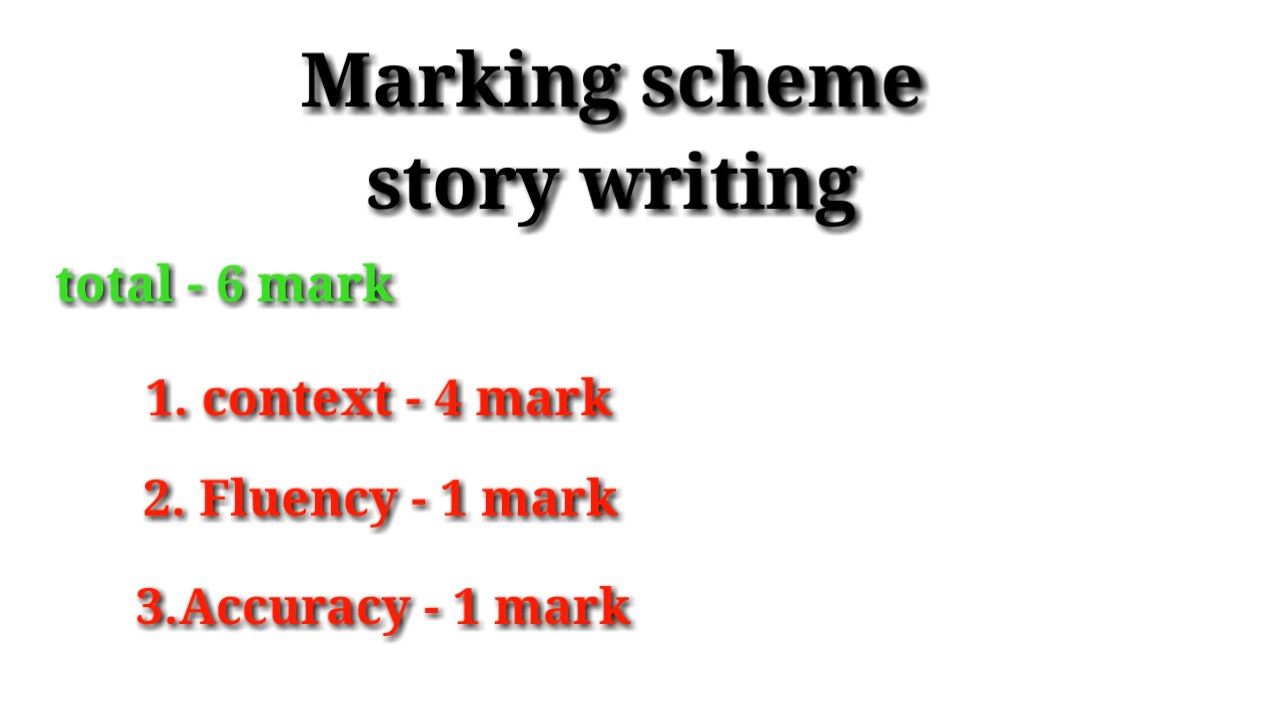 Marking scheme
story writing
total - 6 mark
1. context - 4 mark
2. Fluency - 1 mark
3.Accuracy - 1 mark